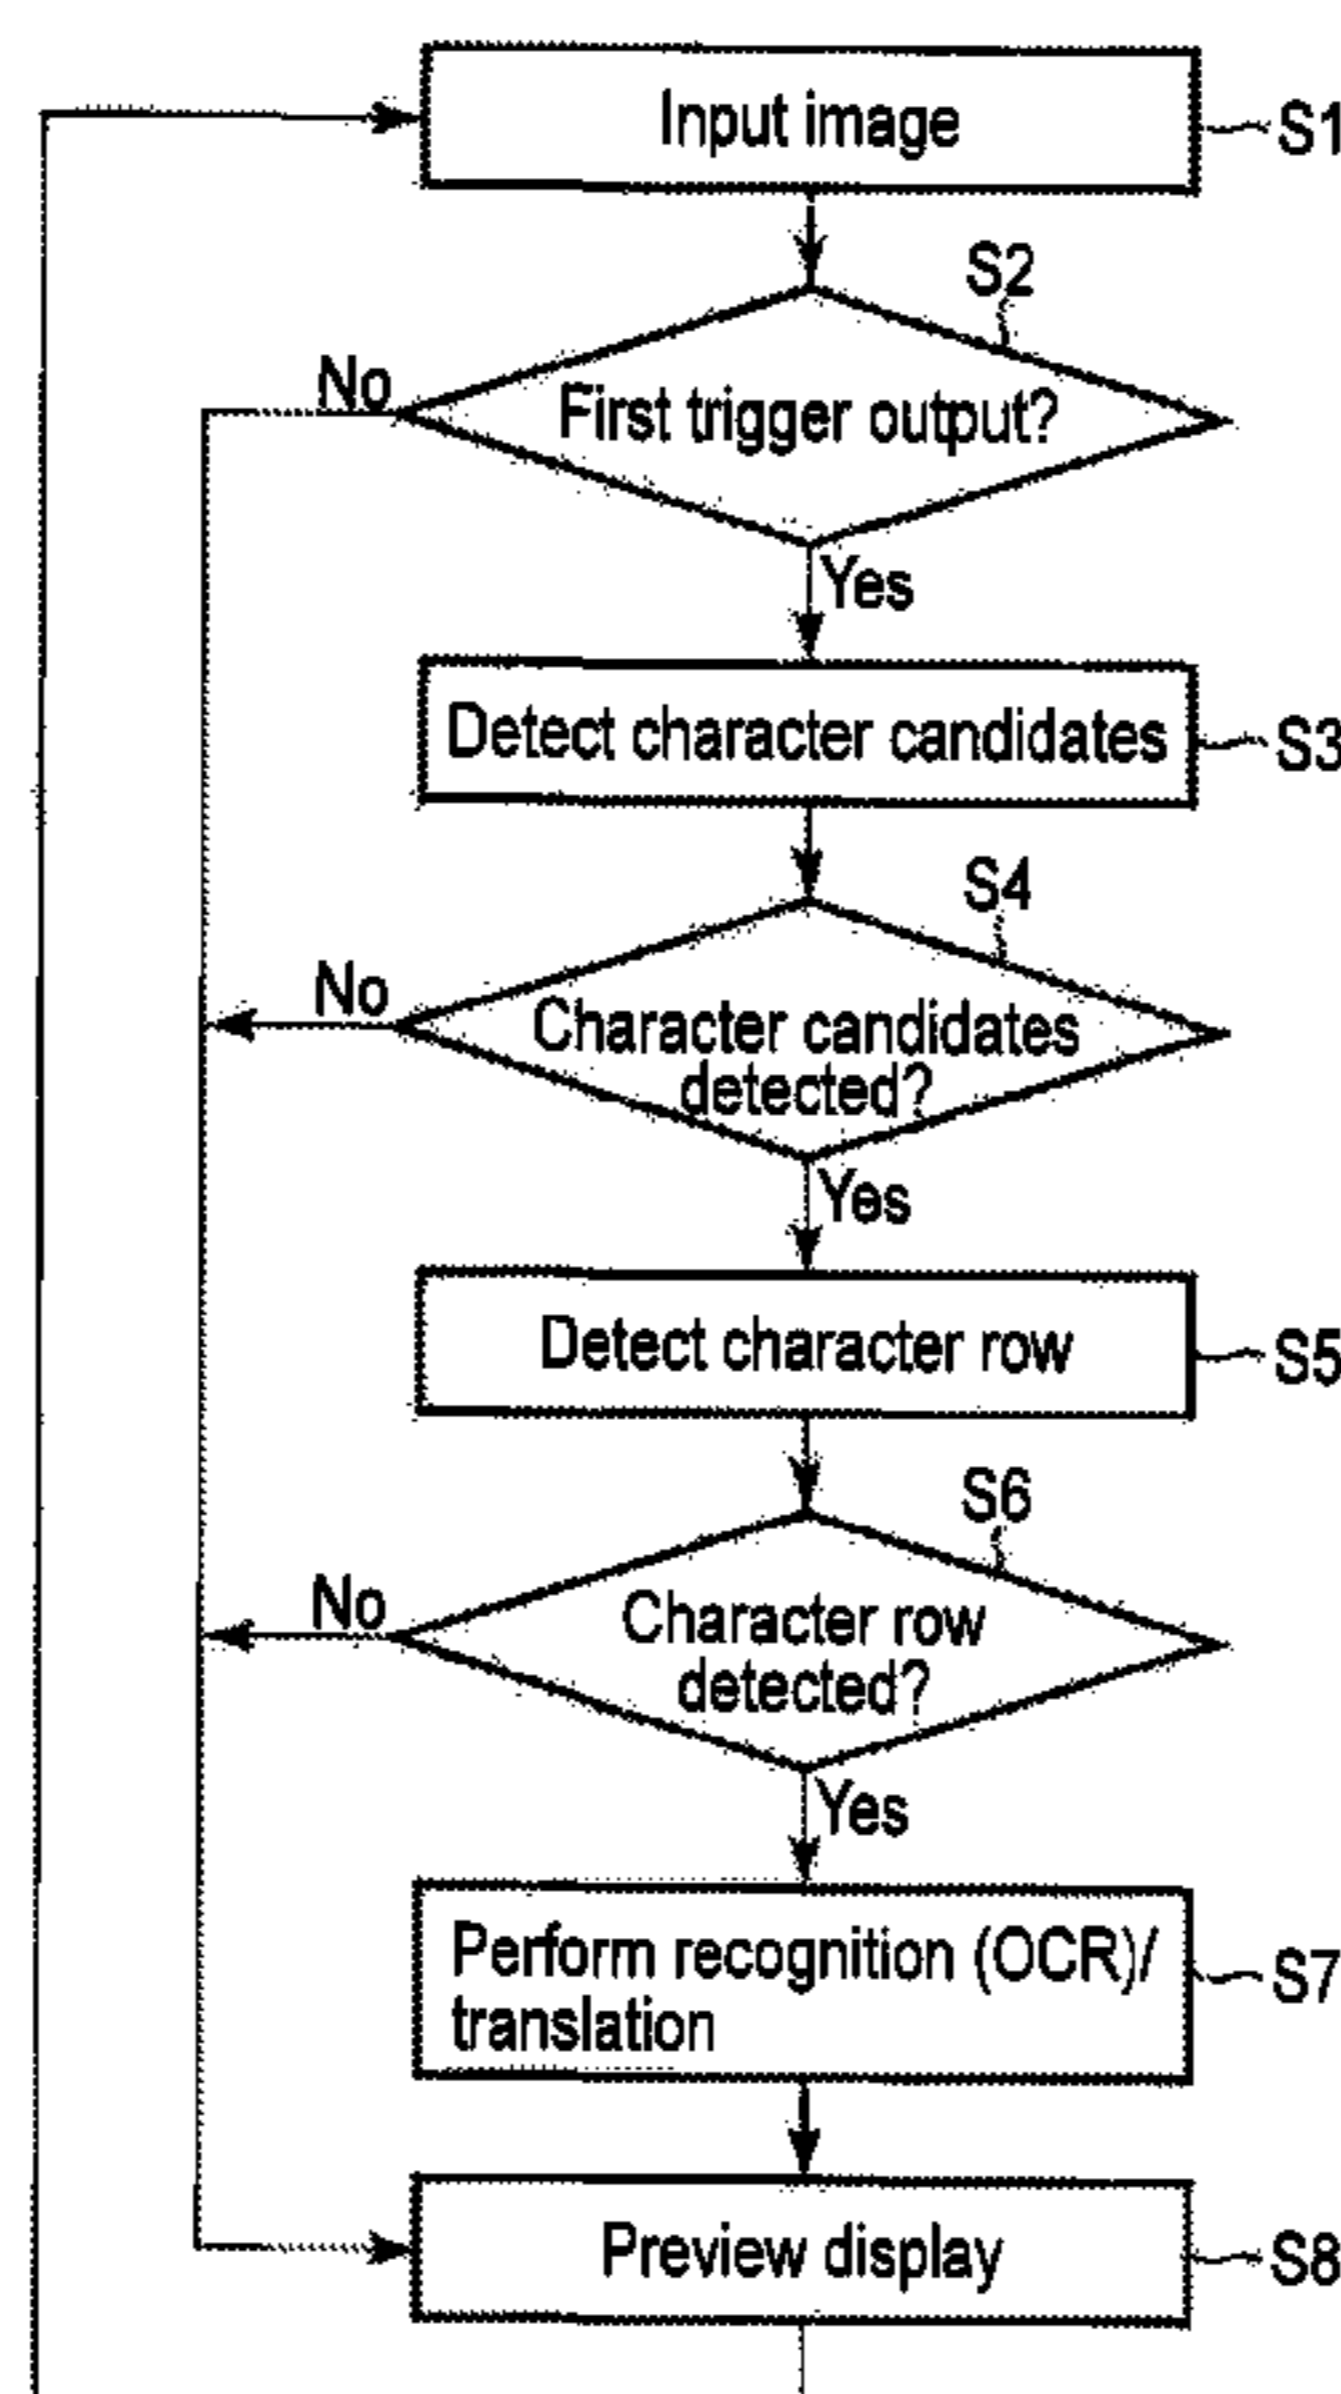 Input image
S1
S2
No
First trigger output?
Yes
Detect character candidates
S3
S4
No
Character candidates
detected?
Yes
Detect character row
S5
S6
No
Character row
detected?
Yes
Perform recognition (OCR)/
translation
S7
Preview display
S8